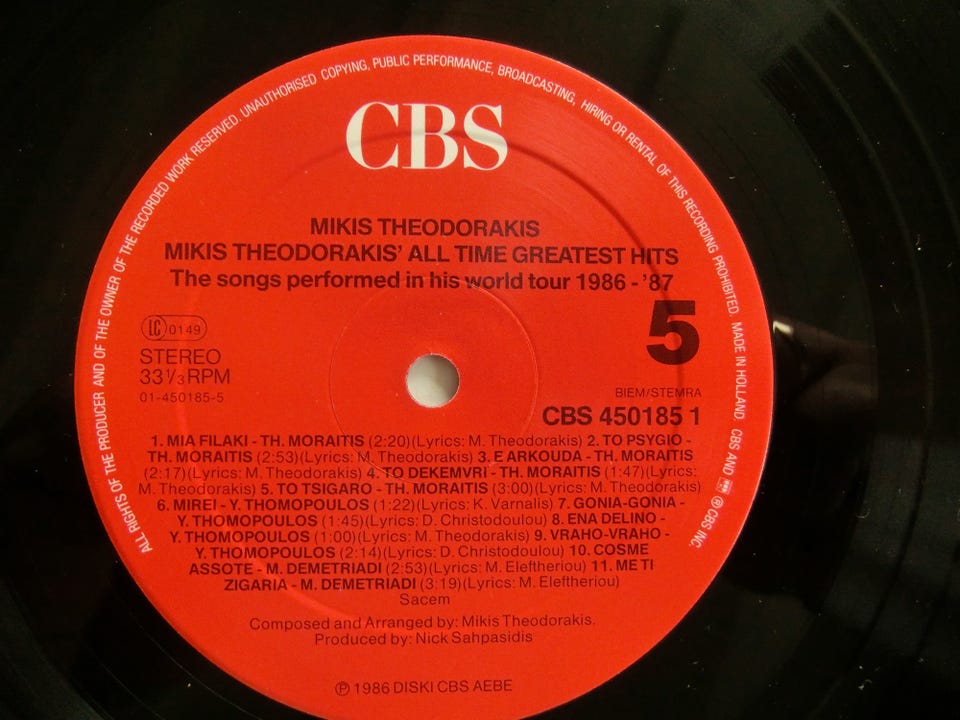 ALL RIGHTS OF THE PRODUCER AND OF THE OWNER OF THE RECORDED WORK RESERVED. UNAUTHORISED COPYING, PUBLIC PERFORMANCE, BROADCASTING, HIRING OR RENTAL OF THIS RECORDING PROHIBITED. MADE IN HOLLAND. CBS AND ℗ CBS INC.
CBS
MIKIS THEODORAKIS
MIKIS THEODORAKIS' ALL TIME GREATEST HITS
The songs performed in his world tour 1986 - '87
5
LC 0149
STEREO
33 1/3 RPM
01-450185-5
BIEM/STEMRA
CBS 450185 1
1. MIA FILAKI - TH. MORAITIS (2:20)(Lyrics: M. Theodorakis) 2. TO PSYGIO -
TH. MORAITIS (2:53)(Lyrics: M. Theodorakis) 3. E ARKOUDA - TH. MORAITIS
(2:17)(Lyrics: M. Theodorakis) 4. TO DEKEMVRI - TH. MORAITIS (1:47)(Lyrics:
M. Theodorakis) 5. TO TSIGARO - TH. MORAITIS (3:00)(Lyrics: M. Theodorakis)
6. MIREI - Y. THOMOPOULOS (1:22)(Lyrics: K. Varnalis) 7. GONIA-GONIA -
Y. THOMOPOULOS (1:45)(Lyrics: D. Christodoulou) 8. ENA DELINO -
Y. THOMOPOULOS (1:00)(Lyrics: M. Theodorakis) 9. VRAHO-VRAHO -
Y. THOMOPOULOS (2:14)(Lyrics: D. Christodoulou) 10. COSME
ASSOTE - M. DEMETRIADI (2:53)(Lyrics: M. Eleftheriou) 11. ME TI
ZIGARIA - M. DEMETRIADI (3:19)(Lyrics: M. Eleftheriou)
Sacem
Composed and Arranged by: Mikis Theodorakis.
Produced by: Nick Sahpasidis
℗ 1986 DISKI CBS AEBE